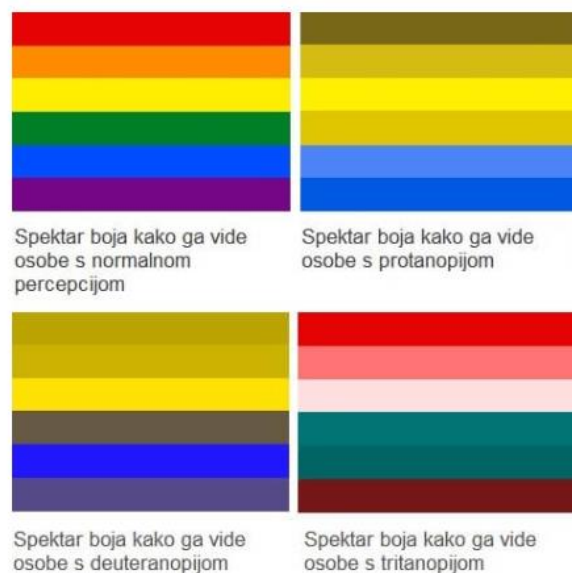 Spektar boja kako ga vide
osobe s normalnom
percepcijom
Spektar boja kako ga vide
osobe s protanopijom
Spektar boja kako ga vide
osobe s deuteranopijom
Spektar boja kako ga vide
osobe s tritanopijom